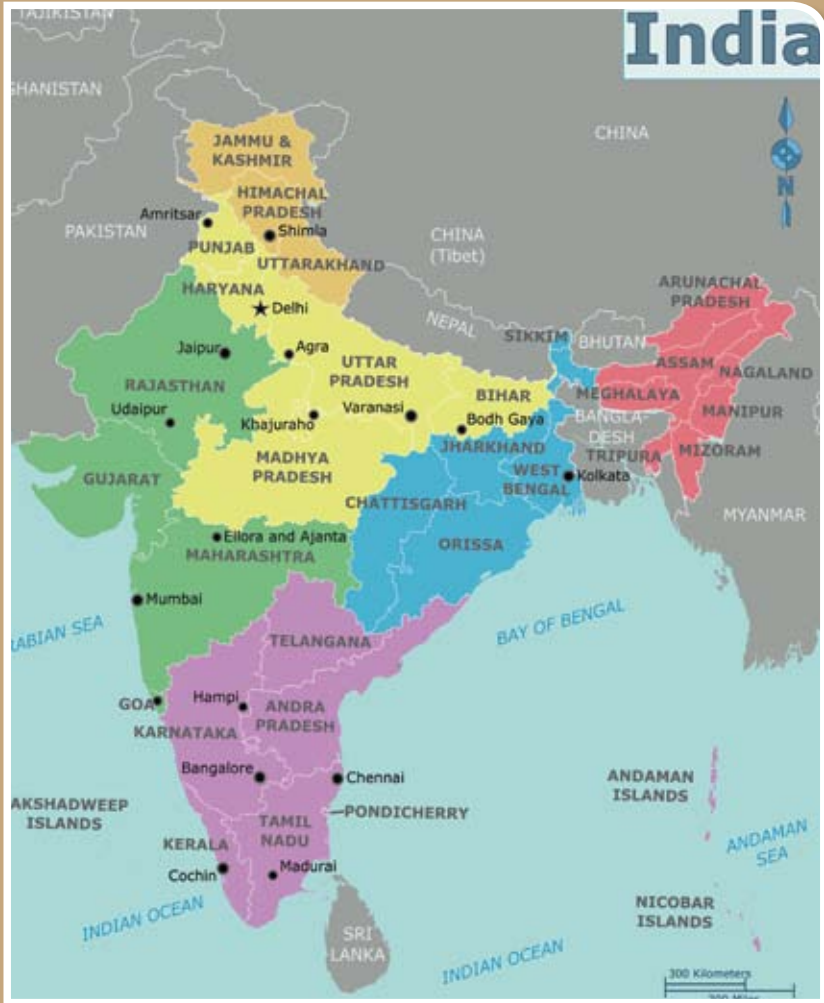 TAJIKISTAN
India
GHANISTAN
CHINA
JAMMU &
KASHMIR
N
HIMACHAL
PRADESH
Amritsar
PAKISTAN
Shimla
PUNJAB
CHINA
(Tibet)
UTTARAKHAND
HARYANA
ARUNACHAL
PRADESH
Delhi
NEPAL
SIKKIM
BHUTAN
Jaipur
Agra
UTTAR
PRADESH
ASSAM
NAGALAND
RAJASTHAN
BIHAR
MEGHALAYA
Udaipur
Khajuraho
Varanasi
Bodh Gaya
BANGLA-
DESH
MANIPUR
JHARKHAND
MIZORAM
TRIPURA
MADHYA
PRADESH
GUJARAT
WEST
BENGAL
Kolkata
CHATTISGARH
MYANMAR
Ellora and Ajanta
ORISSA
MAHARASHTRA
Mumbai
RABIAN SEA
BAY OF BENGAL
TELANGANA
GOA
Hampi
ANDRA
PRADESH
KARNATAKA
Bangalore
Chennai
ANDAMAN
ISLANDS
AKSHADWEEP
ISLANDS
PONDICHERRY
TAMIL
NADU
KERALA
ANDAMAN
SEA
Cochin
Madurai
NICOBAR
ISLANDS
INDIAN OCEAN
SRI
LANKA
INDIAN OCEAN
300 Kilometers
300 Miles